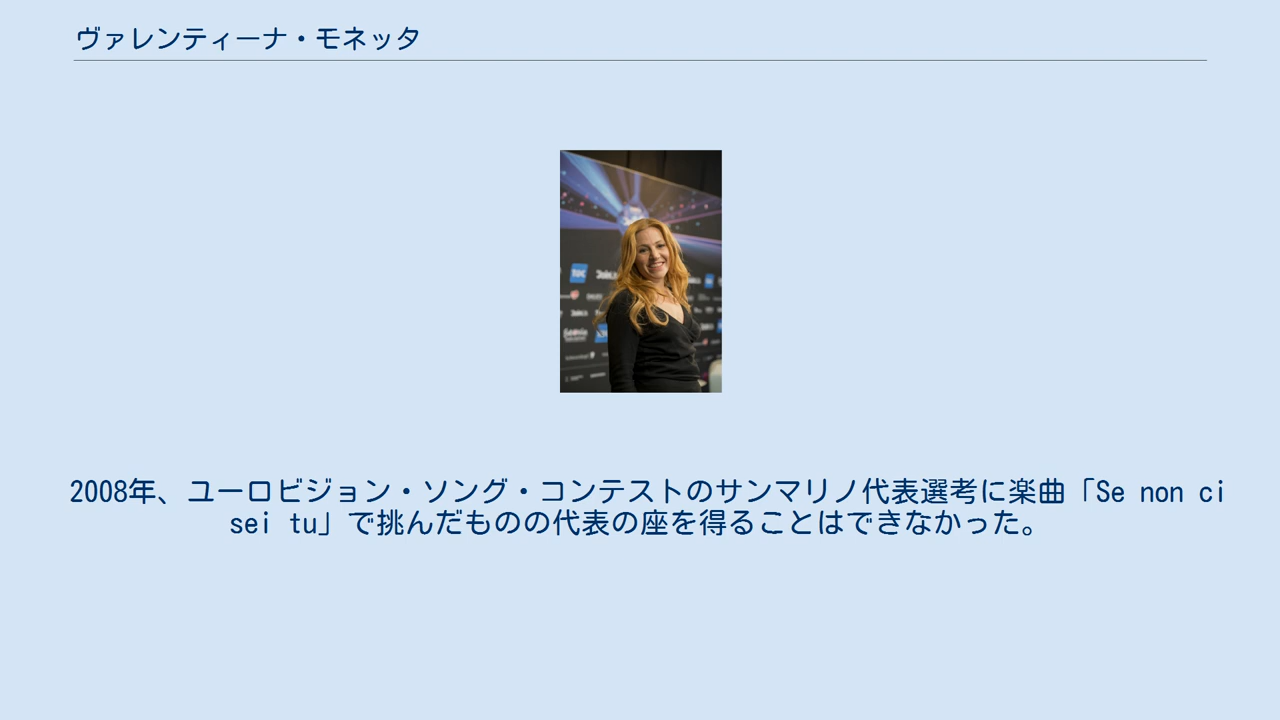 ヴァレンティーナ・モネッタ
2008年、ユーロビジョン・ソング・コンテストのサンマリノ代表選考に楽曲「Se non ci
sei tu」で挑んだものの代表の座を得ることはできなかった。